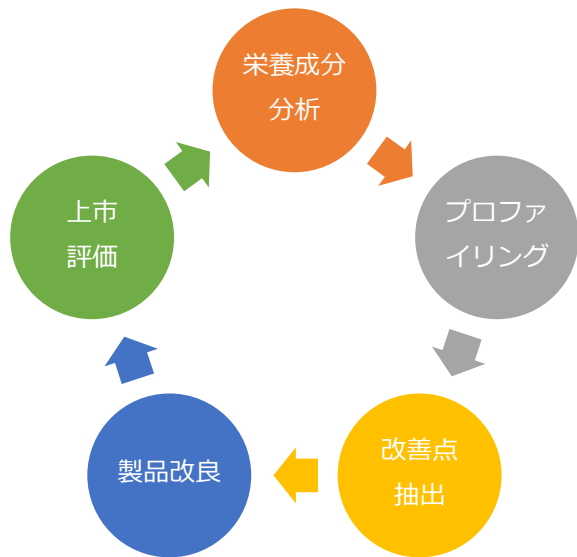 栄養成分
分析
プロファ
イリング
改善点
抽出
製品改良
上市
評価